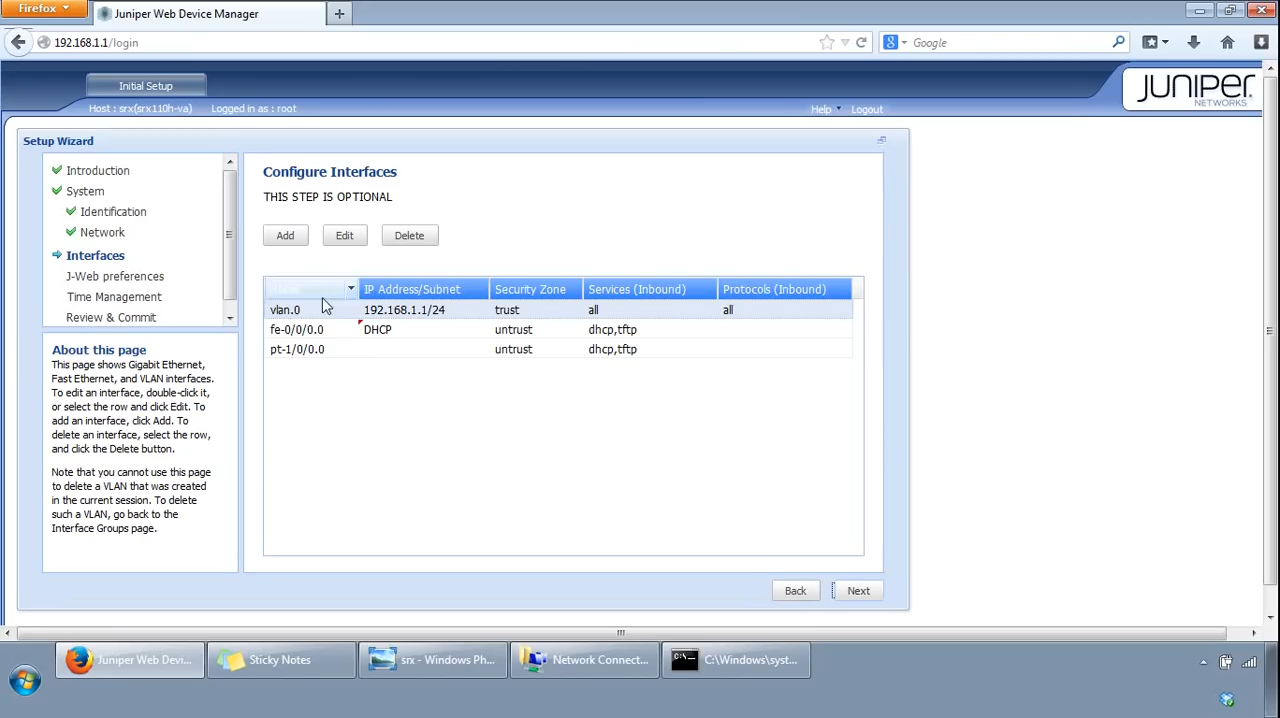 Firefox
Juniper Web Device Manager
192.168.1.1/login
Google
Initial Setup
Host : srx(srx110h-va)
Logged in as : root
Help
Logout
JUNIPER
NETWORKS
Setup Wizard
Introduction
System
Identification
Network
Interfaces
J-Web preferences
Time Management
Review & Commit
About this page
This page shows Gigabit Ethernet,
Fast Ethernet, and VLAN interfaces.
To edit an interface, double-click it,
or select the row and click Edit. To
add an interface, click Add. To
delete an interface, select the row,
and click the Delete button.
Note that you cannot use this page
to delete a VLAN that was created
in the current session. To delete
such a VLAN, go back to the
Interface Groups page.
Configure Interfaces
THIS STEP IS OPTIONAL
Add
Edit
Delete
IP Address/Subnet
Security Zone
Services (Inbound)
Protocols (Inbound)
vlan.0
192.168.1.1/24
trust
all
all
fe-0/0/0.0
DHCP
untrust
dhcp,tftp
pt-1/0/0.0
untrust
dhcp,tftp
Back
Next
Juniper Web Devi...
Sticky Notes
srx - Windows Ph...
Network Connect...
C:\Windows\syst...